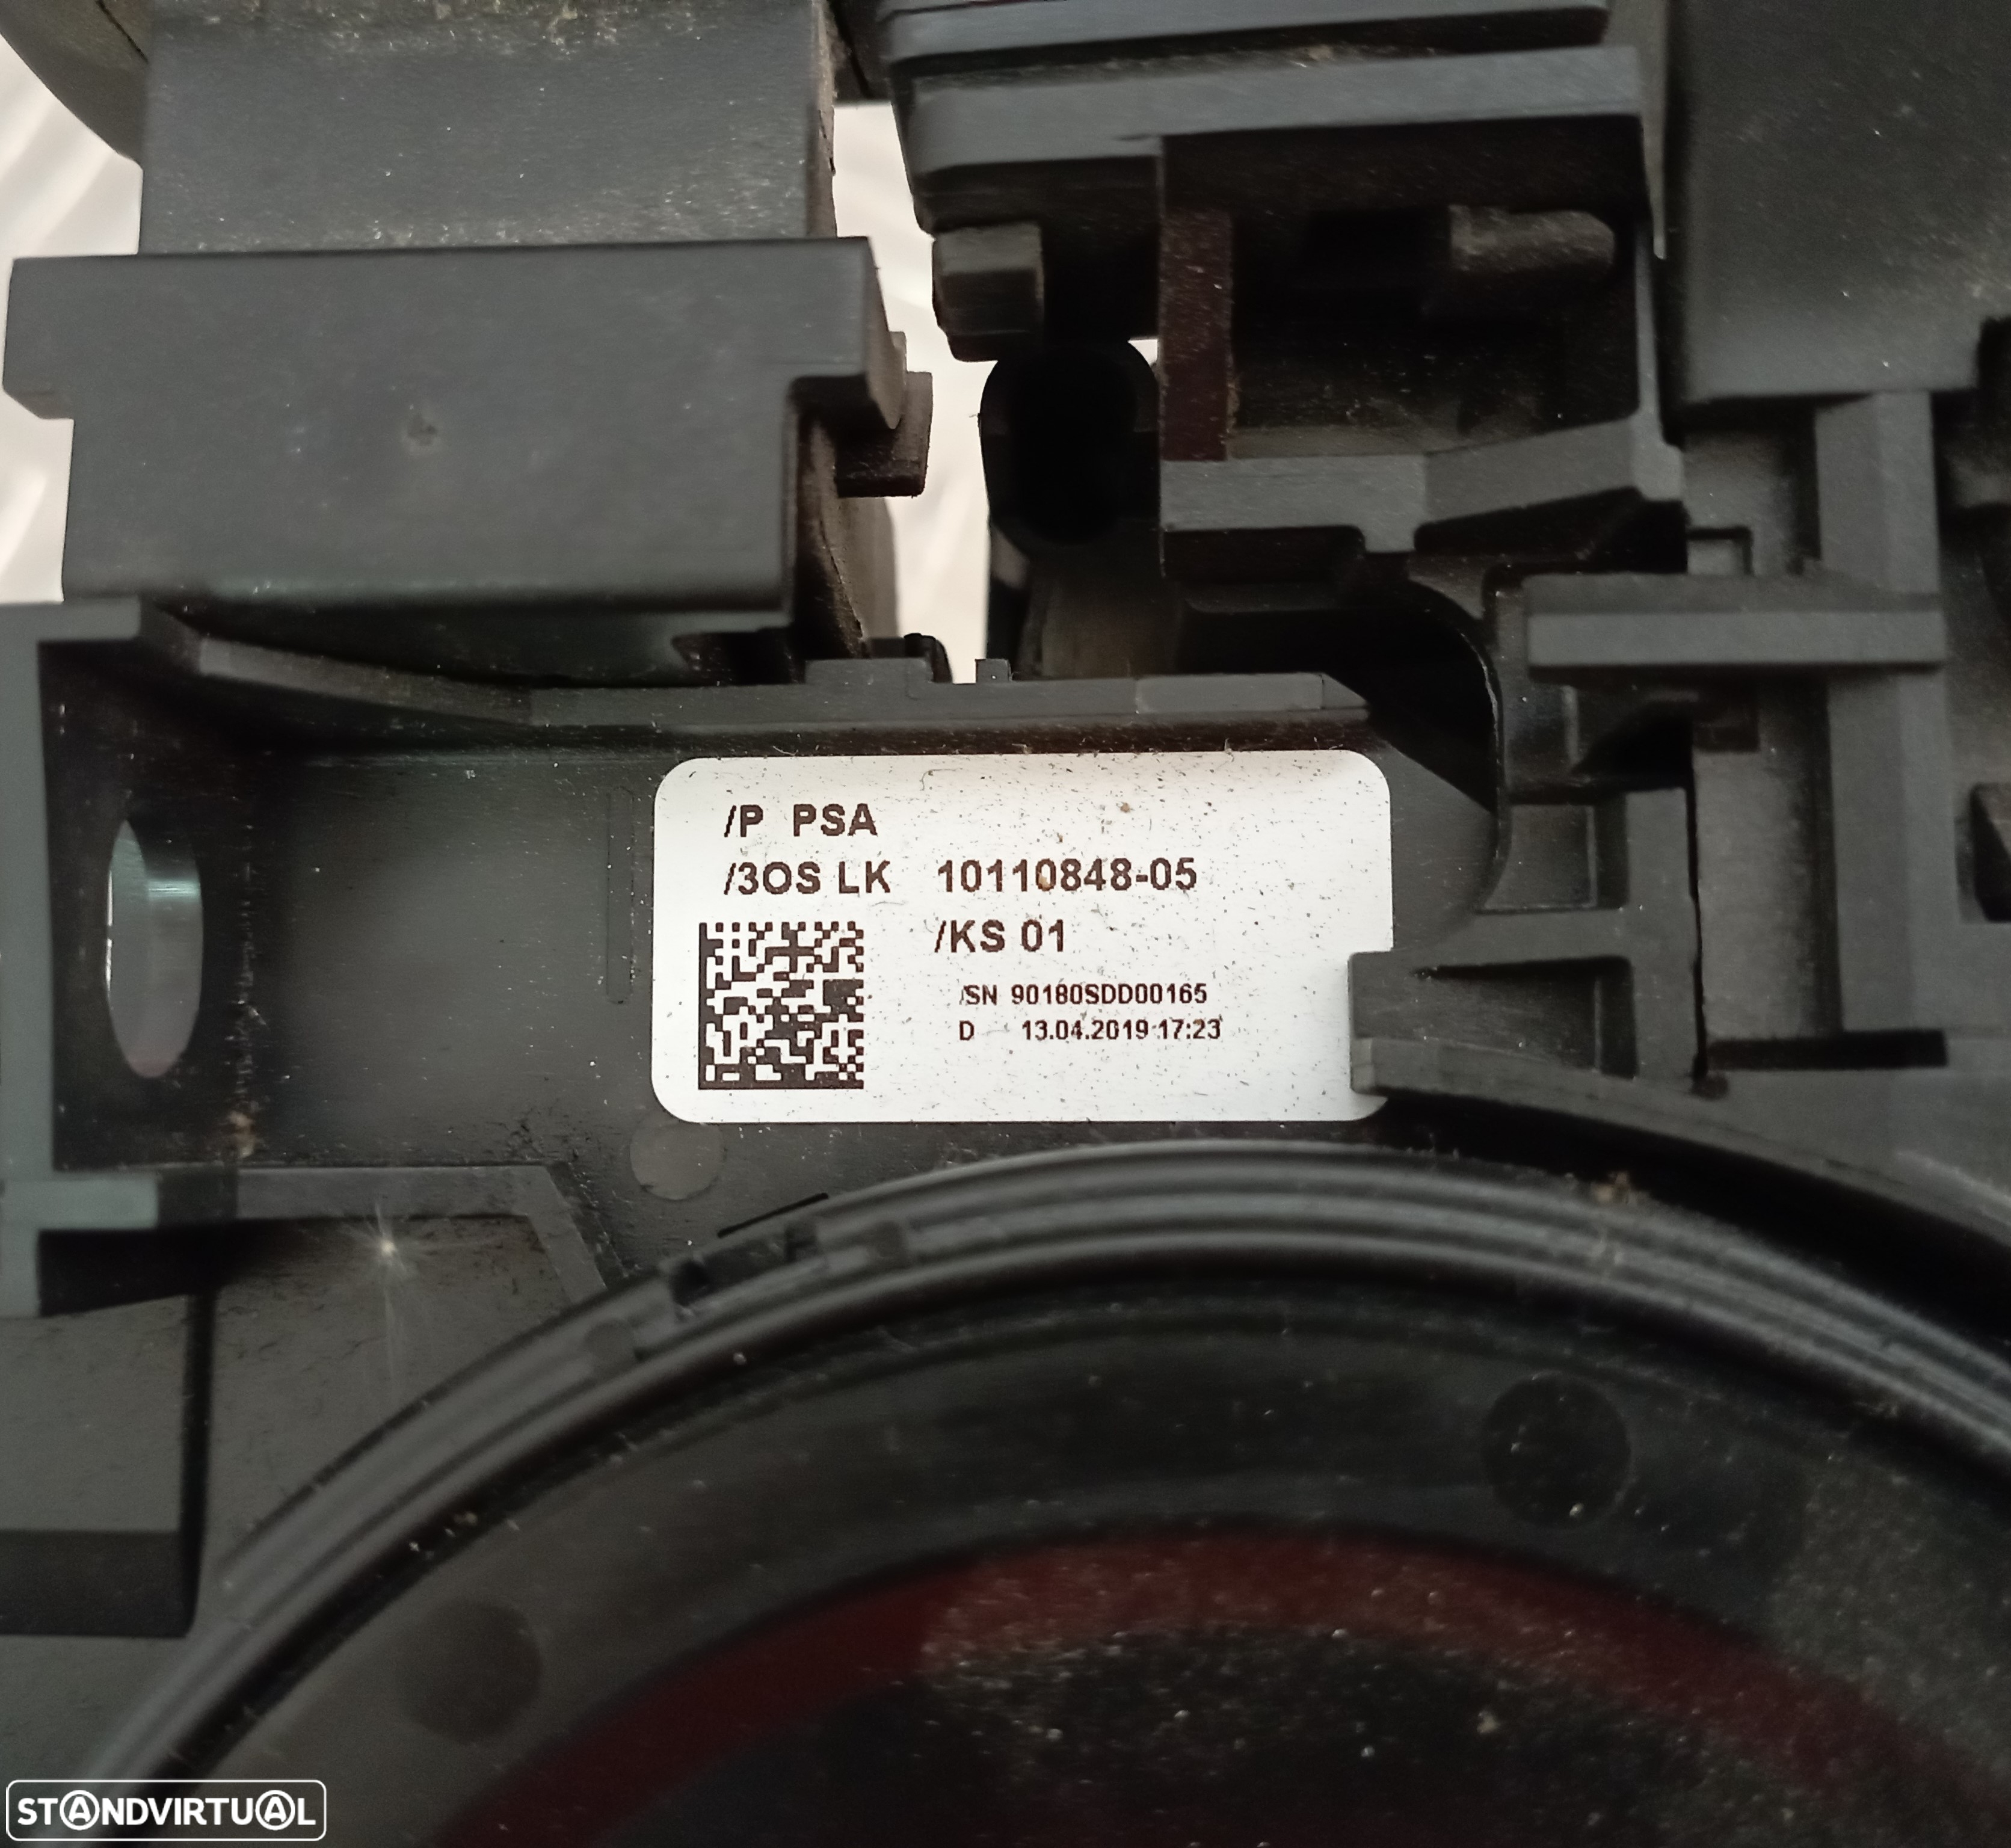 /P PSA
/3OS LK 10110848-05
/KS 01
/SN 90180SDD00165
D 13.04.2019 17:23
STANDVIRTUAL